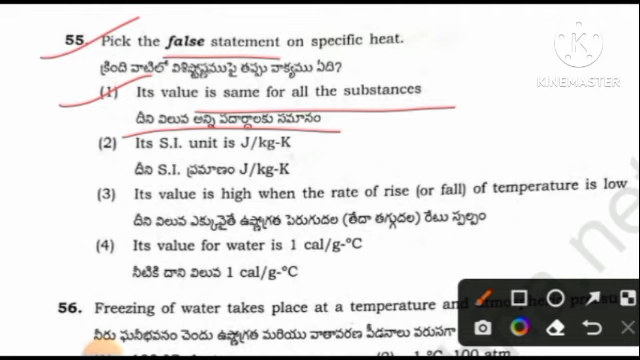 55. Pick the false statement on specific heat.
క్రింది వాటిలో విశిష్టోష్ణముపై తప్పు వాక్యము ఏది?
(1) Its value is same for all the substances
దీని విలువ అన్ని పదార్థాలకు సమానం
(2) Its S.I. unit is J/kg-K
దీని S.I. ప్రమాణం J/kg-K
(3) Its value is high when the rate of rise (or fall) of temperature is low
దీని విలువ ఎక్కువైతే ఉష్ణోగ్రత పెరుగుదల (లేదా తగ్గుదల) రేటు స్వల్పం
(4) Its value for water is 1 cal/g-°C
నీటికి దాని విలువ 1 cal/g-°C
56. Freezing of water takes place at a temperature and
నీరు ఘనీభవనం చెందు ఉష్ణోగ్రత మరియు వాతావరణ పీడనాలు వరుసగా
KINEMASTER